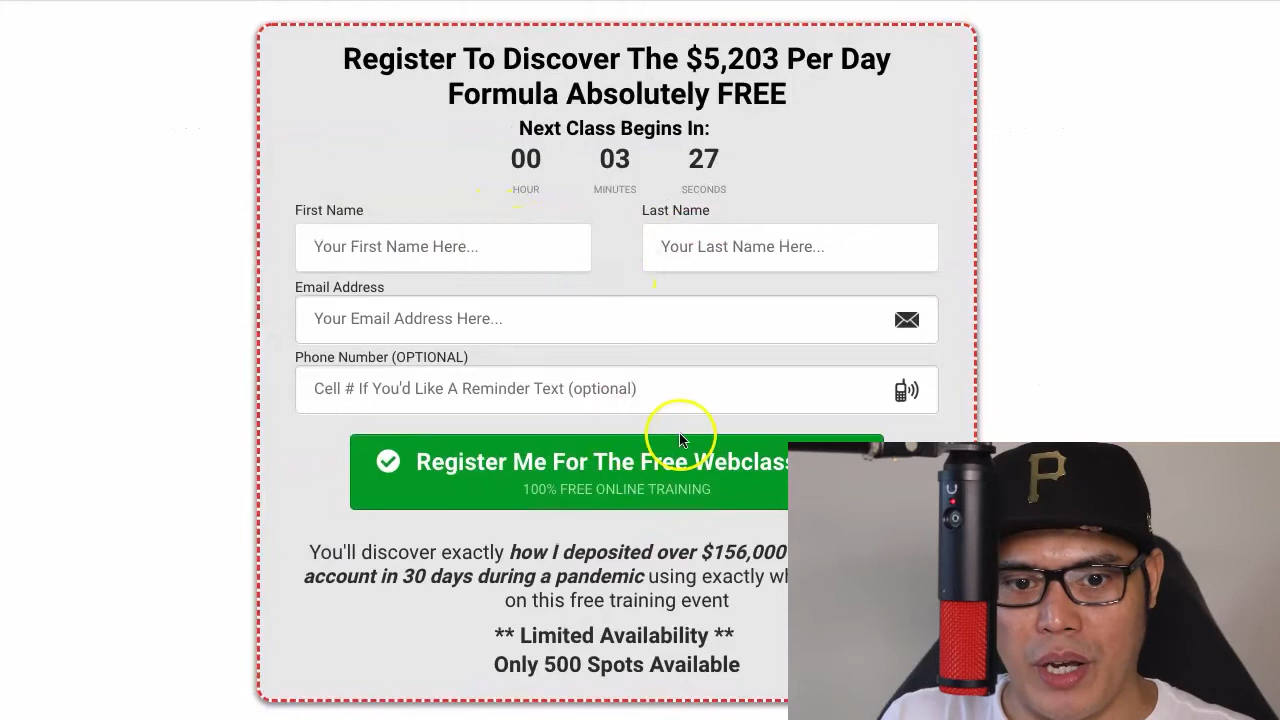 Register To Discover The $5,203 Per Day
Formula Absolutely FREE
Next Class Begins In:
00 03 27
HOUR MINUTES SECONDS
First Name Last Name
Your First Name Here... Your Last Name Here...
Email Address
Your Email Address Here...
Phone Number (OPTIONAL)
Cell # If You'd Like A Reminder Text (optional)
Register Me For The Free Webclass
100% FREE ONLINE TRAINING
You'll discover exactly how I deposited over $156,000
account in 30 days during a pandemic using exactly
on this free training event
** Limited Availability **
Only 500 Spots Available
P